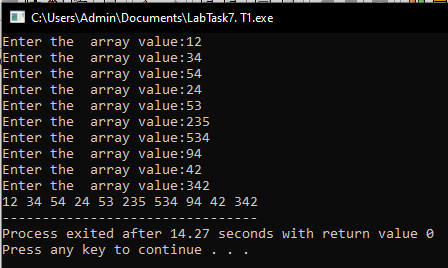 C:\Users\Admin\Documents\LabTask7. T1.exe
Enter the  array value:12
Enter the  array value:34
Enter the  array value:54
Enter the  array value:24
Enter the  array value:53
Enter the  array value:235
Enter the  array value:534
Enter the  array value:94
Enter the  array value:42
Enter the  array value:342
12 34 54 24 53 235 534 94 42 342
--------------------------------
Process exited after 14.27 seconds with return value 0
Press any key to continue . . .